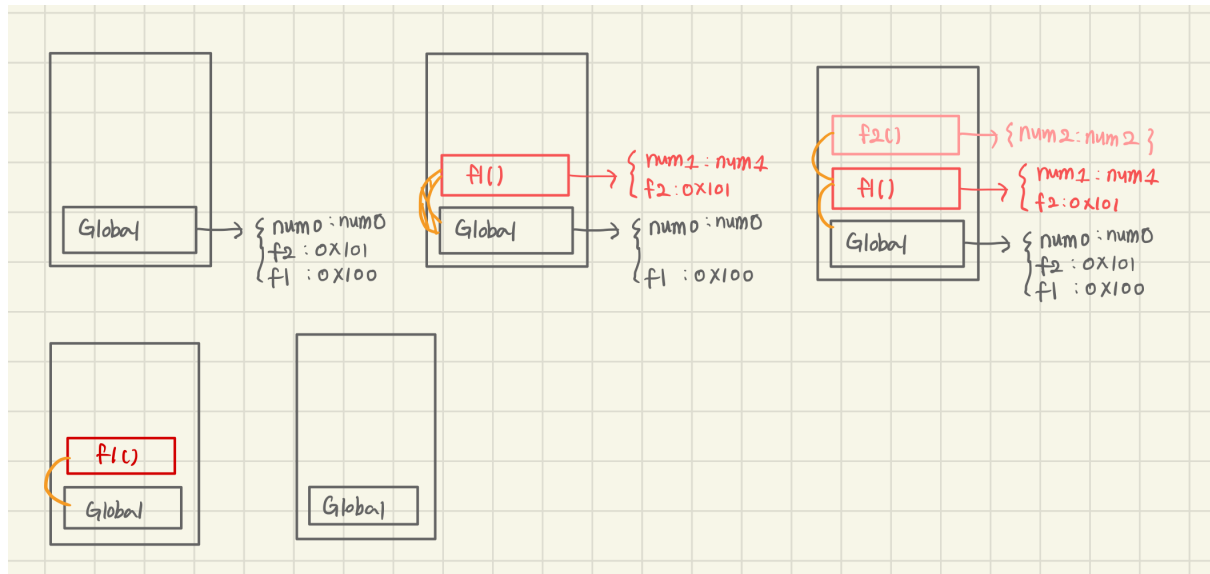 Global
{ num0 : num0
f2 : 0x101
f1 : 0x100
f1()
{ num1 : num1
f2 : 0x101
Global
{ num0 : num0
f1 : 0x100
f2()
{ num2 : num2 }
f1()
{ num1 : num1
f2 : 0x101
Global
{ num0 : num0
f2 : 0x101
f1 : 0x100
f1()
Global
Global